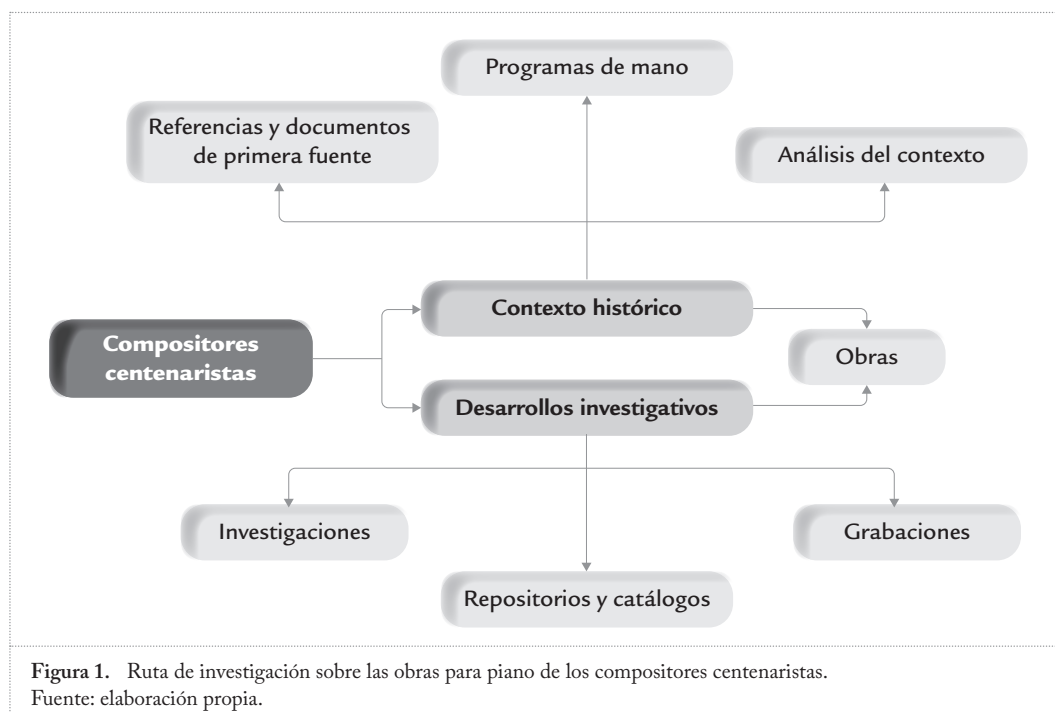 Programas de mano
Referencias y documentos
de primera fuente
Análisis del contexto
Contexto histórico
Compositores
centenaristas
Obras
Desarrollos investigativos
Investigaciones
Grabaciones
Repositorios y catálogos
Figura 1. Ruta de investigación sobre las obras para piano de los compositores centenaristas.
Fuente: elaboración propia.